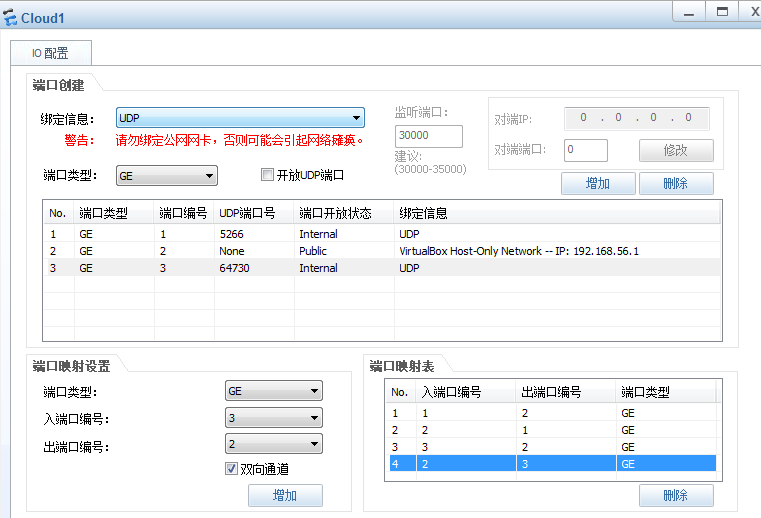 Cloud1
IO 配置
端口创建
绑定信息： UDP
警告： 请勿绑定公网网卡，否则可能会引起网络瘫痪。
端口类型： GE 开放UDP端口
监听端口：
30000
建议:
(30000-35000)
对端IP: 0 . 0 . 0 . 0
对端端口: 0 修改
增加 删除
No. 端口类型 端口编号 UDP端口号 端口开放状态 绑定信息
1 GE 1 5266 Internal UDP
2 GE 2 None Public VirtualBox Host-Only Network -- IP: 192.168.56.1
3 GE 3 64730 Internal UDP
端口映射设置
端口类型： GE
入端口编号： 3
出端口编号： 2
双向通道
增加
端口映射表
No. 入端口编号 出端口编号 端口类型
1 1 2 GE
2 2 1 GE
3 3 2 GE
4 2 3 GE
删除